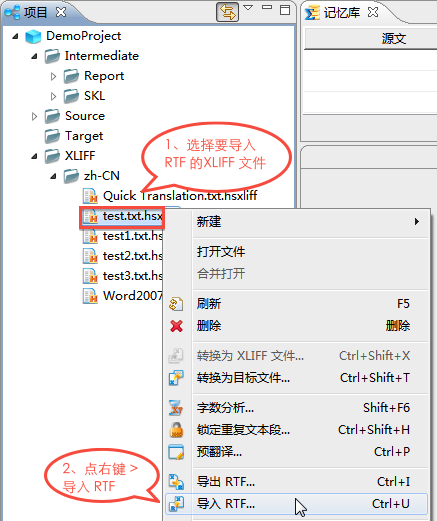 项目
记忆库
源文
DemoProject
Intermediate
Report
SKL
Source
Target
XLIFF
zh-CN
Quick Translation.txt.hsxliff
test.txt.hsx
test1.txt.hs
test2.txt.hs
test3.txt.hs
Word2007
1、选择要导入
RTF 的XLIFF 文件
2、点右键 >
导入 RTF
新建
打开文件
合并打开
刷新 F5
删除 删除
转换为 XLIFF 文件... Ctrl+Shift+X
转换为目标文件... Ctrl+Shift+T
字数分析... Shift+F6
锁定重复文本段... Ctrl+Shift+H
预翻译... Ctrl+P
导出 RTF... Ctrl+I
导入 RTF... Ctrl+U